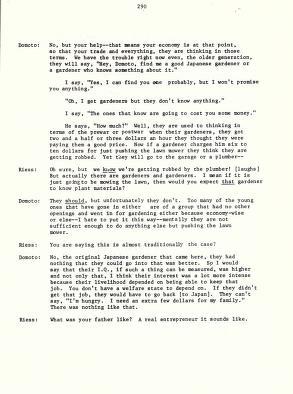 290
Domoto: No, but your help--that means your economy is at that point,
so that your trade and everything, they are thinking in those
terms. We have the trouble right now even, the older generation,
they will say, "Hey, Domoto, find me a good Japanese gardener or
a gardener who knows something about it."
I say, "Yes, I can find you one probably, but I won't promise
you anything."
"Oh, I got gardeners but they don't know anything."
I say, "The ones that know are going to cost you some money."
He says, "How much?" Well, they are used to thinking in
terms of the prewar or postwar when their gardeners, they got
two and a half or three dollars an hour they thought they were
paying them a good price. Now if a gardener charges him six to
ten dollars for just pushing the lawn mower they think they are
getting robbed. Yet they will go to the garage or a plumber--
Riess: Oh sure, but we know we're getting robbed by the plumber! [laughs]
But actually there are gardeners and gardeners. I mean if it is
just going to be mowing the lawn, then would you expect that gardener
to know plant materials?
Domoto: They should, but unfortunately they don't. Too many of the young
ones that have gone in either are of a group that had no other
openings and went in for gardening either because economy-wise
or else--I hate to put it this way--mentally they are not
sufficient enough to do anything else but pushing the lawn
mower.
Riess: You are saying this is almost traditionally the case?
Domoto: No, the original Japanese gardener that came here, they had
nothing that they could go into that was better. So I would
say that their I.Q., if such a thing can be measured, was higher
and not only that, I think their interest was a lot more intense
because their livelihood depended on being able to keep that
job. You don't have a welfare state to depend on. If they didn't
get that job, they would have to go back [to Japan]. They can't
say, "I'm hungry. I need an extra few dollars for my family."
There was nothing like that.
Riess: What was your father like? A real entrepreneur it sounds like.